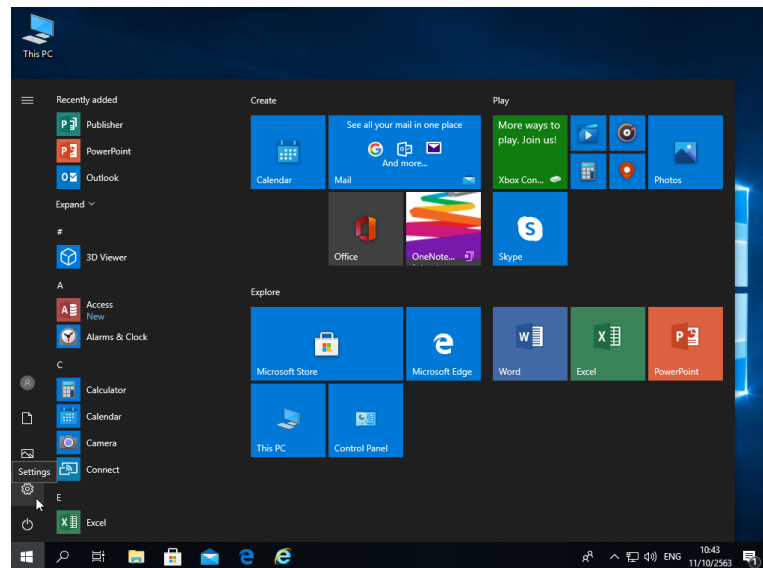 This PC
Recently added
Publisher
PowerPoint
Outlook
Expand
#
3D Viewer
A
Access
New
Alarms & Clock
C
Calculator
Calendar
Camera
Connect
E
Excel
Settings
Create
Calendar
See all your mail in one place
And more...
Mail
Office
OneNote...
Play
More ways to
play. Join us!
Xbox Con...
Photos
Skype
Explore
Microsoft Store
Microsoft Edge
Word
Excel
PowerPoint
This PC
Control Panel
ENG
10:43
11/10/2563
1